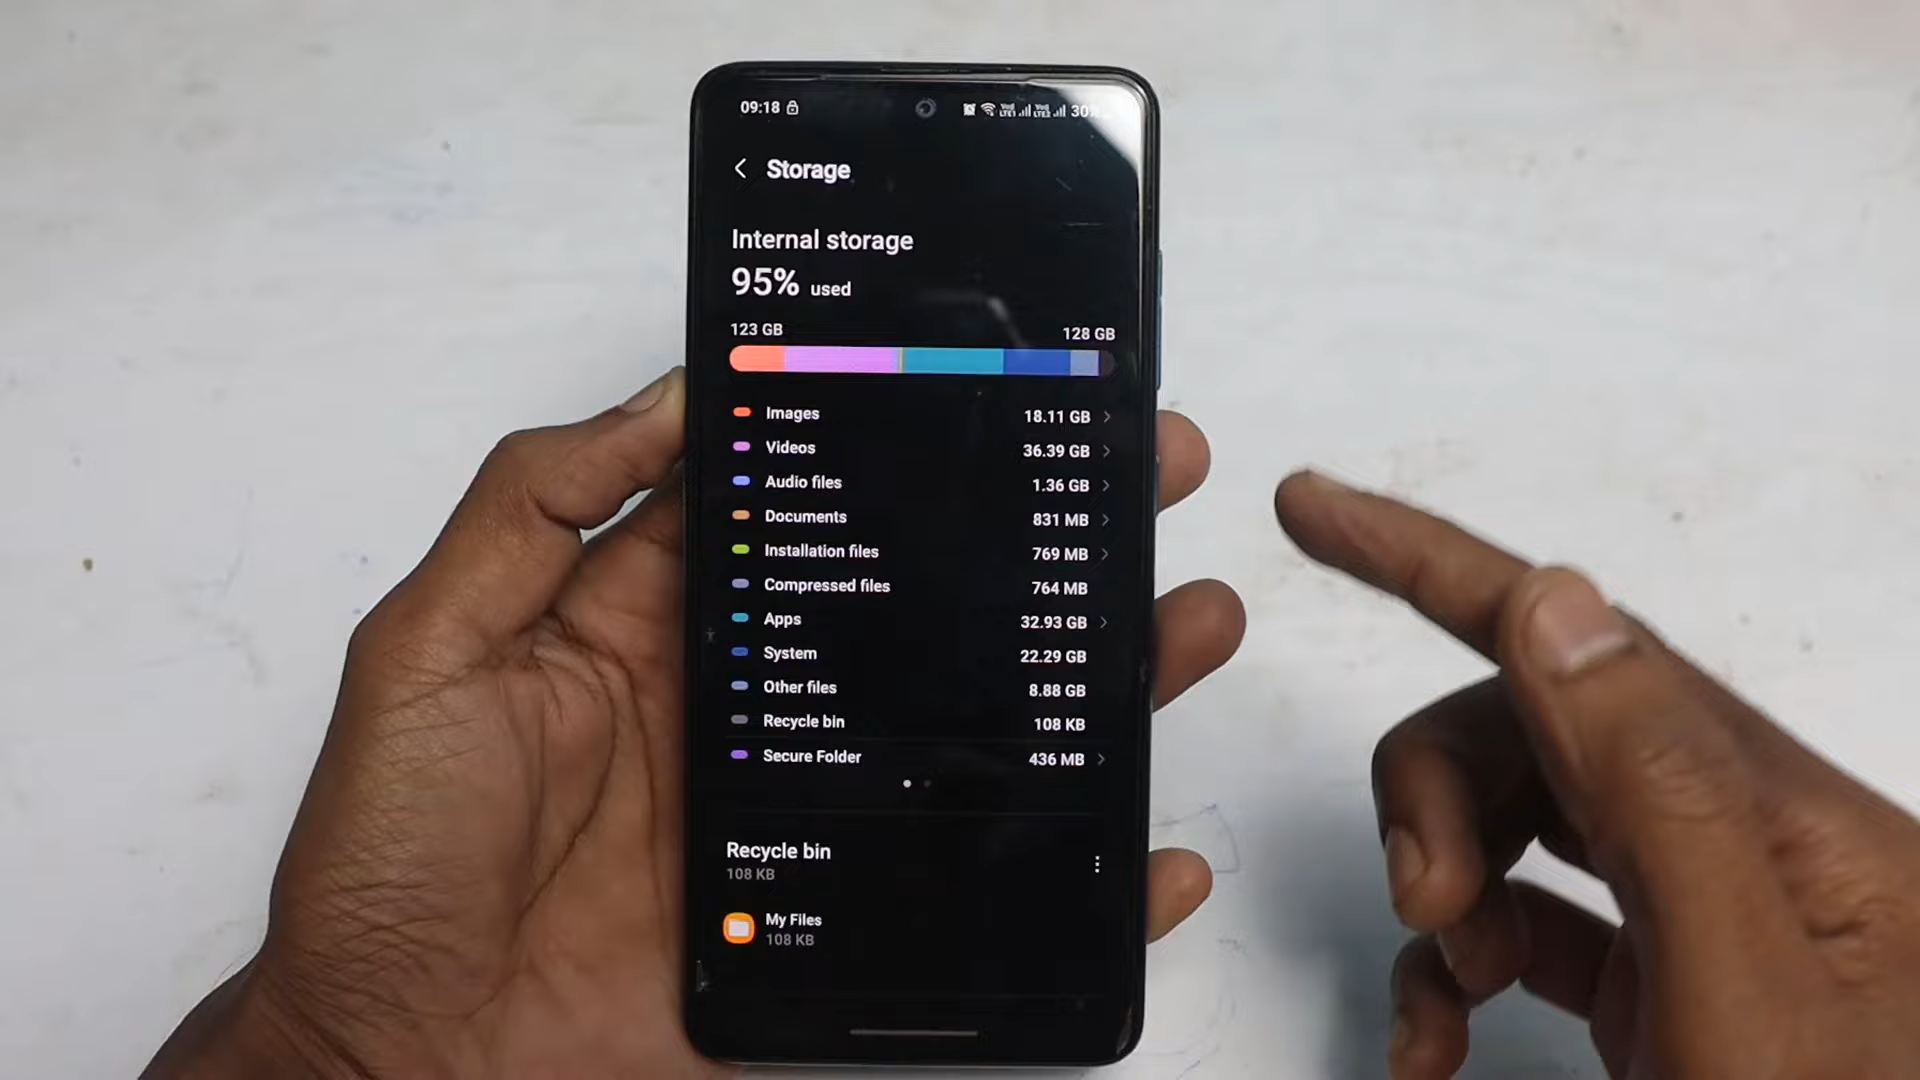 09:18 30%
Storage
Internal storage
95% used
123 GB 128 GB
Images 18.11 GB
Videos 36.39 GB
Audio files 1.36 GB
Documents 831 MB
Installation files 769 MB
Compressed files 764 MB
Apps 32.93 GB
System 22.29 GB
Other files 8.88 GB
Recycle bin 108 KB
Secure Folder 436 MB
Recycle bin
108 KB
My Files
108 KB